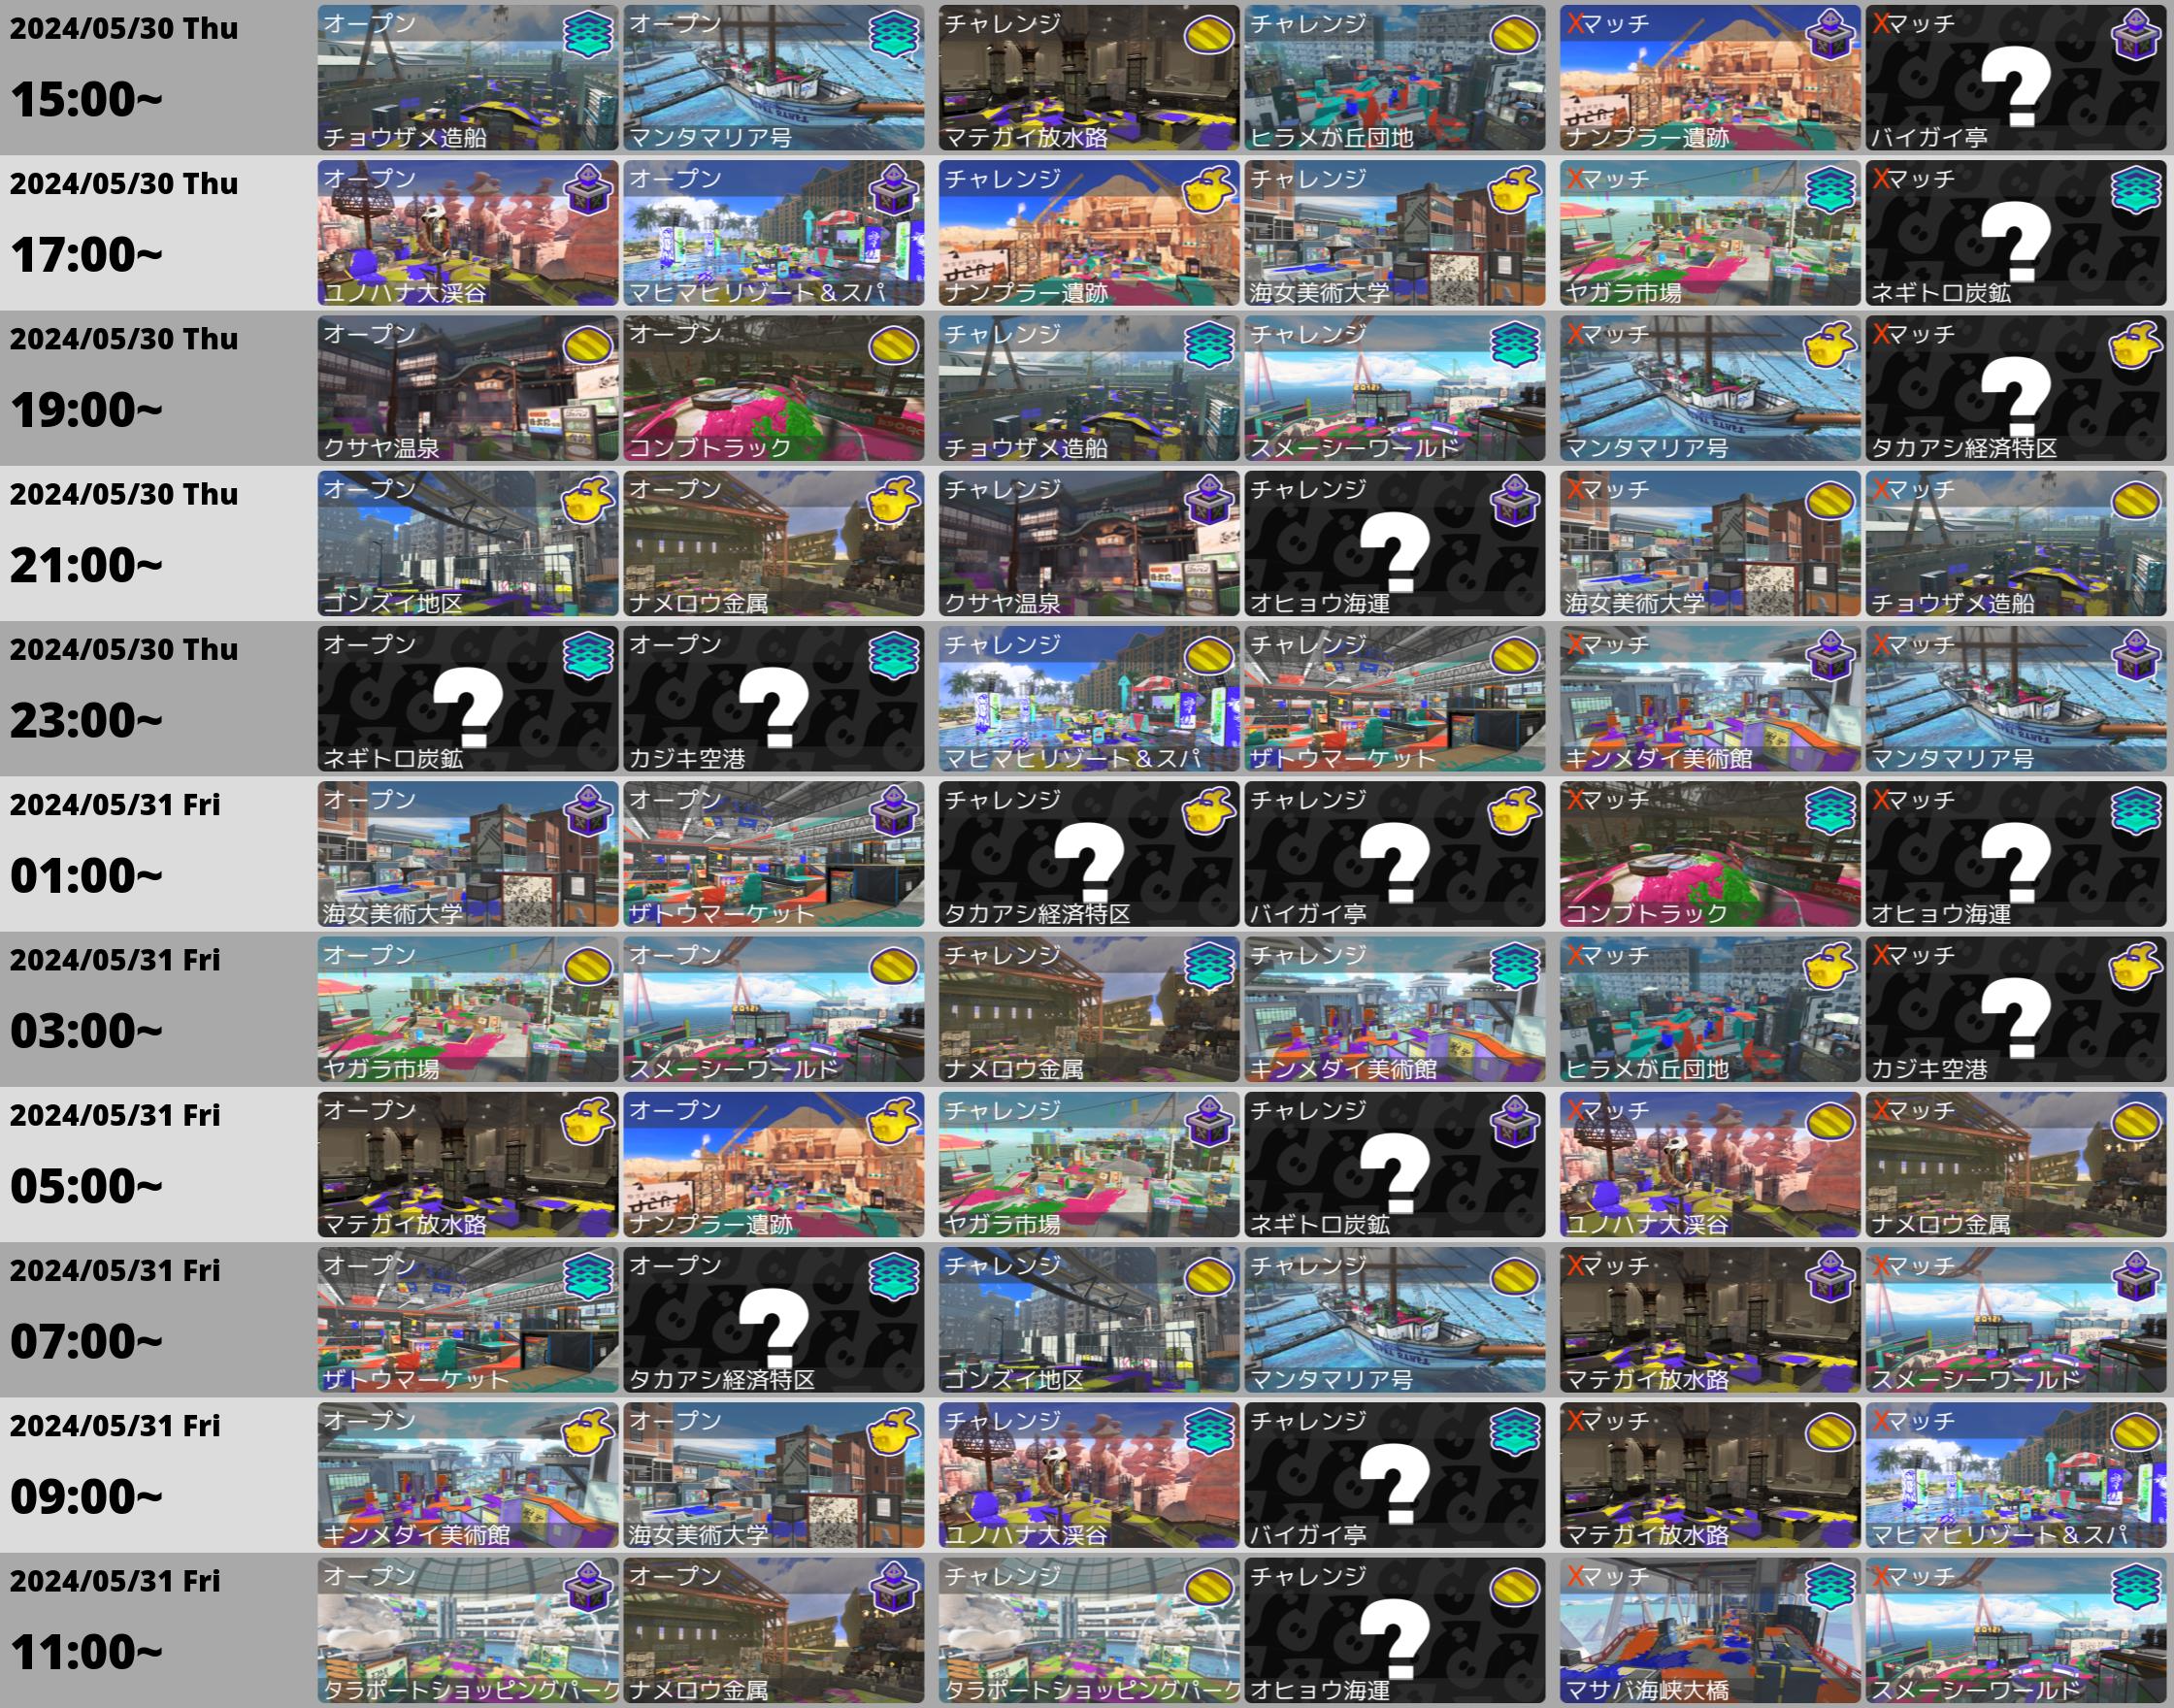 2024/05/30 Thu
15:00~
オープン
チョウザメ造船
オープン
マンタマリア号
チャレンジ
マテガイ放水路
チャレンジ
ヒラメが丘団地
Xマッチ
ナンプラー遺跡
Xマッチ
バイガイ亭
2024/05/30 Thu
17:00~
オープン
ユノハナ大渓谷
オープン
マヒマヒリゾート＆スパ
チャレンジ
ナンプラー遺跡
チャレンジ
海女美術大学
Xマッチ
ヤガラ市場
Xマッチ
ネギトロ炭鉱
2024/05/30 Thu
19:00~
オープン
クサヤ温泉
オープン
コンブトラック
チャレンジ
チョウザメ造船
チャレンジ
スメーシーワールド
Xマッチ
マンタマリア号
Xマッチ
タカアシ経済特区
2024/05/30 Thu
21:00~
オープン
ゴンズイ地区
オープン
ナメロウ金属
チャレンジ
クサヤ温泉
チャレンジ
オヒョウ海運
Xマッチ
海女美術大学
Xマッチ
チョウザメ造船
2024/05/30 Thu
23:00~
オープン
ネギトロ炭鉱
オープン
カジキ空港
チャレンジ
マヒマヒリゾート＆スパ
チャレンジ
ザトウマーケット
Xマッチ
キンメダイ美術館
Xマッチ
マンタマリア号
2024/05/31 Fri
01:00~
オープン
海女美術大学
オープン
ザトウマーケット
チャレンジ
タカアシ経済特区
チャレンジ
バイガイ亭
Xマッチ
コンブトラック
Xマッチ
オヒョウ海運
2024/05/31 Fri
03:00~
オープン
ヤガラ市場
オープン
スメーシーワールド
チャレンジ
ナメロウ金属
チャレンジ
キンメダイ美術館
Xマッチ
ヒラメが丘団地
Xマッチ
カジキ空港
2024/05/31 Fri
05:00~
オープン
マテガイ放水路
オープン
ナンプラー遺跡
チャレンジ
ヤガラ市場
チャレンジ
ネギトロ炭鉱
Xマッチ
ユノハナ大渓谷
Xマッチ
ナメロウ金属
2024/05/31 Fri
07:00~
オープン
ザトウマーケット
オープン
タカアシ経済特区
チャレンジ
ゴンズイ地区
チャレンジ
マンタマリア号
Xマッチ
マテガイ放水路
Xマッチ
スメーシーワールド
2024/05/31 Fri
09:00~
オープン
キンメダイ美術館
オープン
海女美術大学
チャレンジ
ユノハナ大渓谷
チャレンジ
バイガイ亭
Xマッチ
マテガイ放水路
Xマッチ
マヒマヒリゾート＆スパ
2024/05/31 Fri
11:00~
オープン
タラポートショッピングパーク
オープン
ナメロウ金属
チャレンジ
タラポートショッピングパーク
チャレンジ
オヒョウ海運
Xマッチ
マサバ海峡大橋
Xマッチ
スメーシーワールド